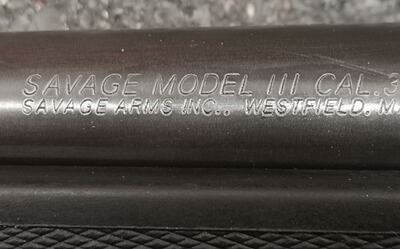 SAVAGE MODEL III CAL.3
SAVAGE ARMS INC., WESTFIELD, M